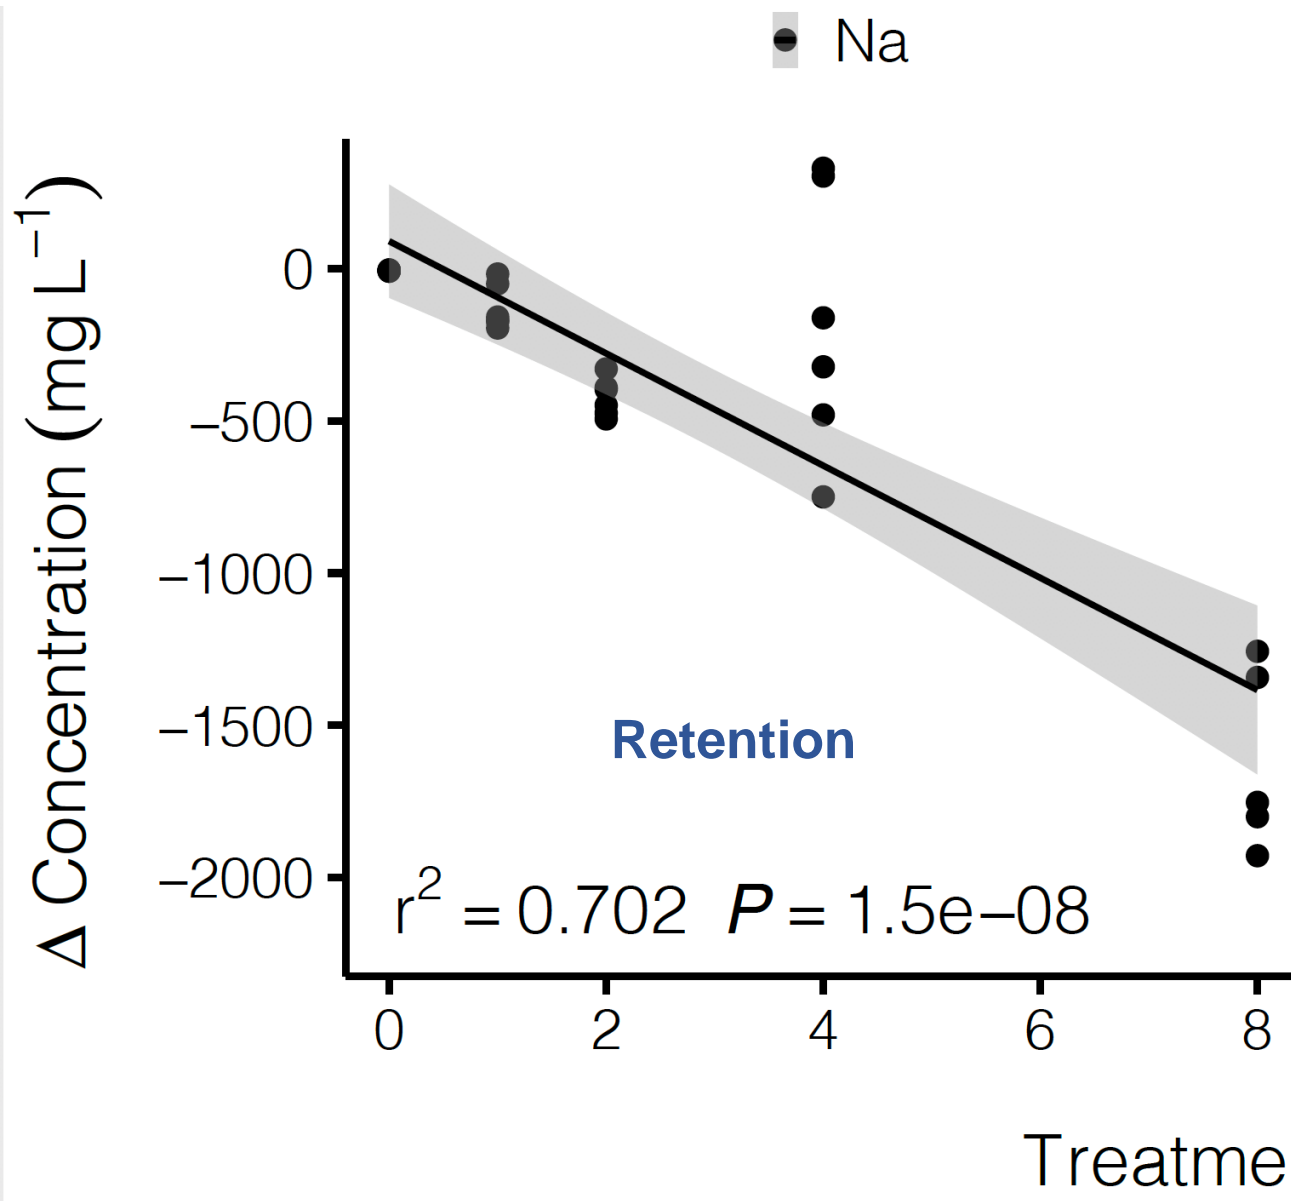 Na
Δ Concentration (mg L⁻¹)
0
−500
−1000
−1500
−2000
Retention
r² = 0.702 P = 1.5e−08
0 2 4 6 8
Treatme